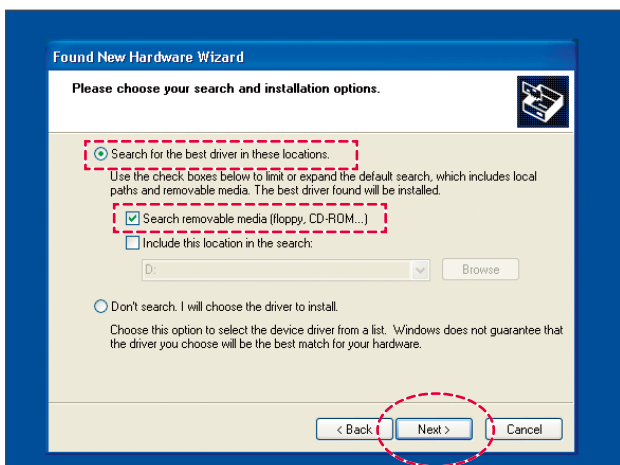 Found New Hardware Wizard
Please choose your search and installation options.
Search for the best driver in these locations.
Use the check boxes below to limit or expand the default search, which includes local
paths and removable media. The best driver found will be installed.
Search removable media (floppy, CD-ROM...)
Include this location in the search:
D:
Browse
Don't search. I will choose the driver to install.
Choose this option to select the device driver from a list. Windows does not guarantee that
the driver you choose will be the best match for your hardware.
< Back Next > Cancel